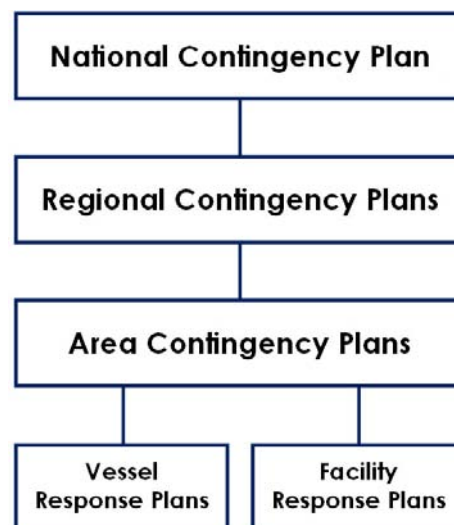 National Contingency Plan
Regional Contingency Plans
Area Contingency Plans
Vessel
Response Plans
Facility
Response Plans